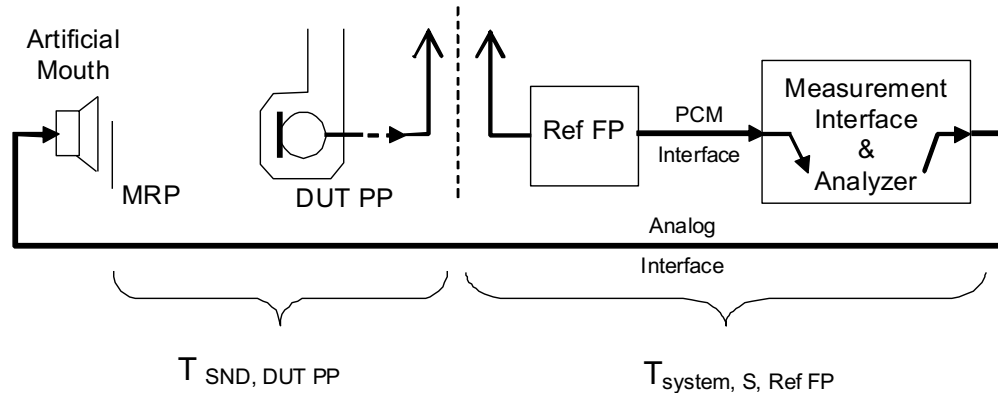 Artificial
Mouth
MRP
DUT PP
Ref FP
PCM
Interface
Measurement
Interface
&
Analyzer
Analog
Interface
T SND, DUT PP
Tsystem, S, Ref FP